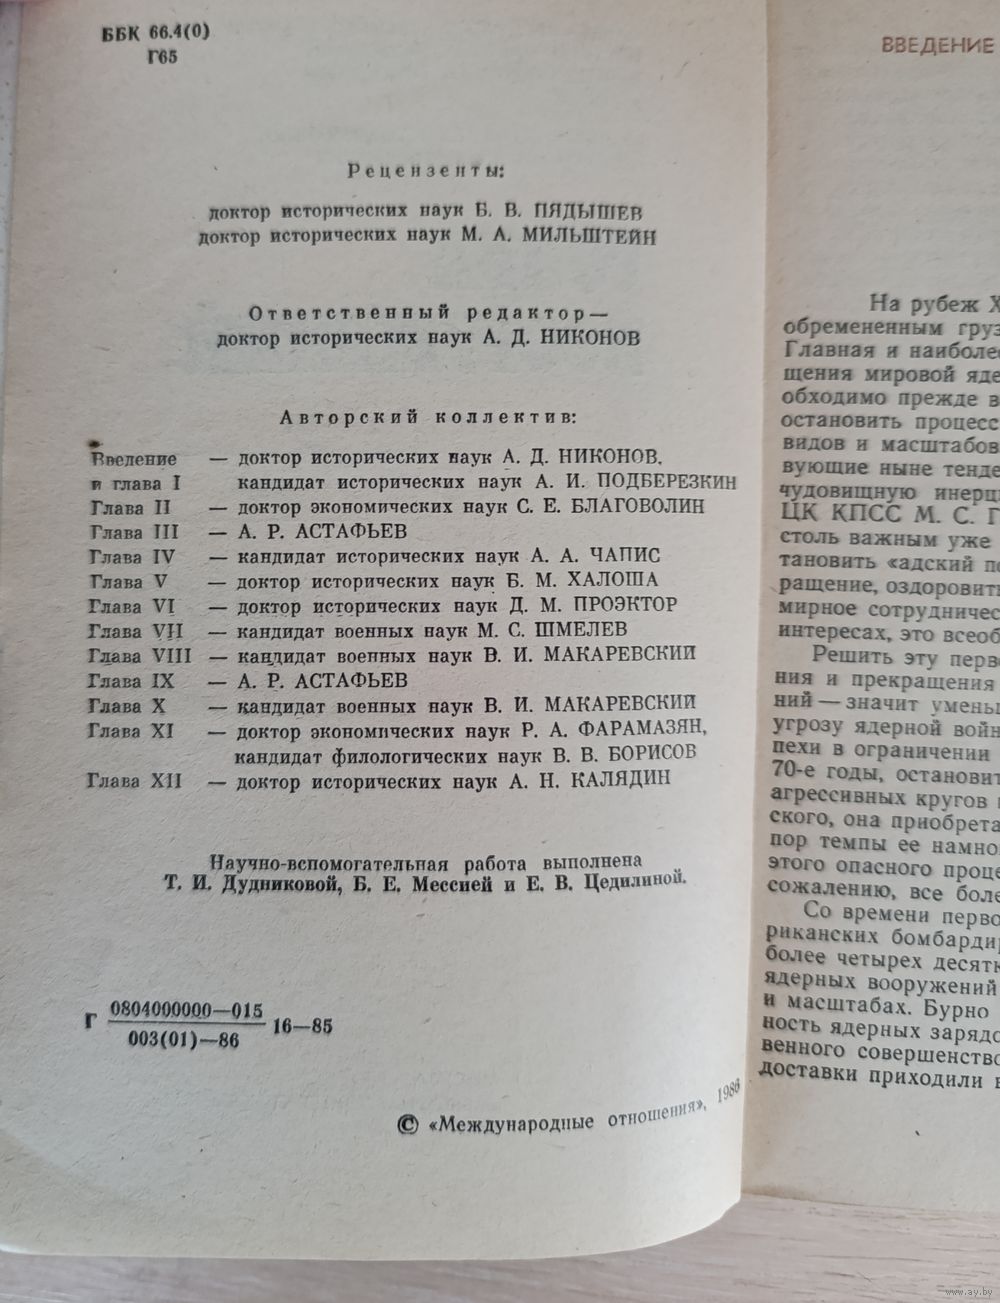 ББК 66.4(0)
Г65
Рецензенты:
доктор исторических наук Б. В. ПЯДЫШЕВ
доктор исторических наук М. А. МИЛЬШТЕЙН
Ответственный редактор —
доктор исторических наук А. Д. НИКОНОВ
Авторский коллектив:
Введение — доктор исторических наук А. Д. НИКОНОВ,
и глава I кандидат исторических наук А. И. ПОДБЕРЕЗКИН
Глава II — доктор экономических наук С. Е. БЛАГОВОЛИН
Глава III — А. Р. АСТАФЬЕВ
Глава IV — кандидат исторических наук А. А. ЧАПИС
Глава V — доктор исторических наук Б. М. ХАЛОША
Глава VI — доктор исторических наук Д. М. ПРОЭКТОР
Глава VII — кандидат военных наук М. С. ШМЕЛЕВ
Глава VIII — кандидат военных наук В. И. МАКАРЕВСКИЙ
Глава IX — А. Р. АСТАФЬЕВ
Глава X — кандидат военных наук В. И. МАКАРЕВСКИЙ
Глава XI — доктор экономических наук Р. А. ФАРАМАЗЯН,
кандидат филологических наук В. В. БОРИСОВ
Глава XII — доктор исторических наук А. Н. КАЛЯДИН
Научно-вспомогательная работа выполнена
Т. И. Дудниковой, Б. Е. Мессией и Е. В. Цедилиной.
Г 0804000000—015
003(01)—86 16—85
© «Международные отношения», 1986
ВВЕДЕНИЕ
На рубеж X
обремененным груз
Главная и наиболее
щения мировой яде
обходимо прежде в
остановить процесс
видов и масштабов
вующие ныне тенде
чудовищную инерц
ЦК КПСС М. С. Г
столь важным уже
тановить «адский по
ращение, оздоровить
мирное сотрудничес
интересах, это всеоб
Решить эту перво
ния и прекращения
ний — значит умень
угрозу ядерной войн
пехи в ограничении
70-е годы, остановит
агрессивных кругов
ского, она приобрета
пор темпы ее намно
этого опасного проце
сожалению, все боле
Со времени перво
риканских бомбардир
более четырех десятк
ядерных вооружений
и масштабах. Бурно
ность ядерных зарядо
венного совершенство
доставки приходили в
www.ay.by